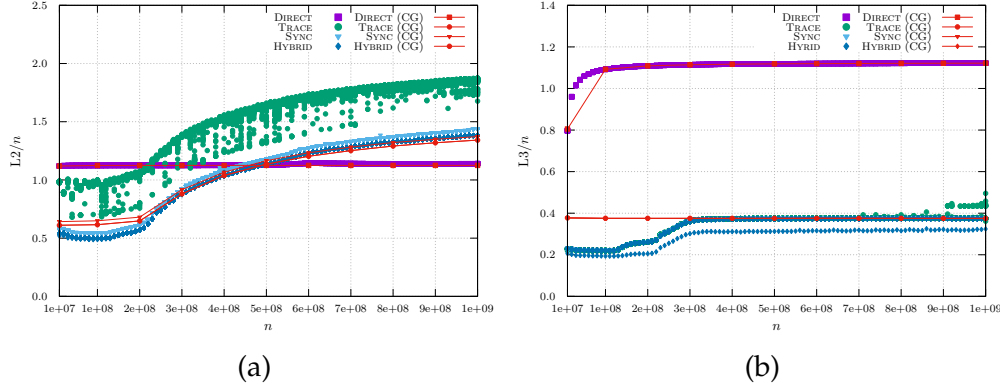 2.5
2.0
1.5
1.0
0.5
0.0
L2/n
DIRECT DIRECT (CG)
TRACE TRACE (CG)
SYNC SYNC (CG)
HYBRID HYBRID (CG)
1e+07 1e+08 2e+08 3e+08 4e+08 5e+08 6e+08 7e+08 8e+08 9e+08 1e+09
n
(a)
1.4
1.2
1.0
0.8
0.6
0.4
0.2
0.0
L3/n
DIRECT DIRECT (CG)
TRACE TRACE (CG)
SYNC SYNC (CG)
HYRID HYBRID (CG)
1e+07 1e+08 2e+08 3e+08 4e+08 5e+08 6e+08 7e+08 8e+08 9e+08 1e+09
n
(b)